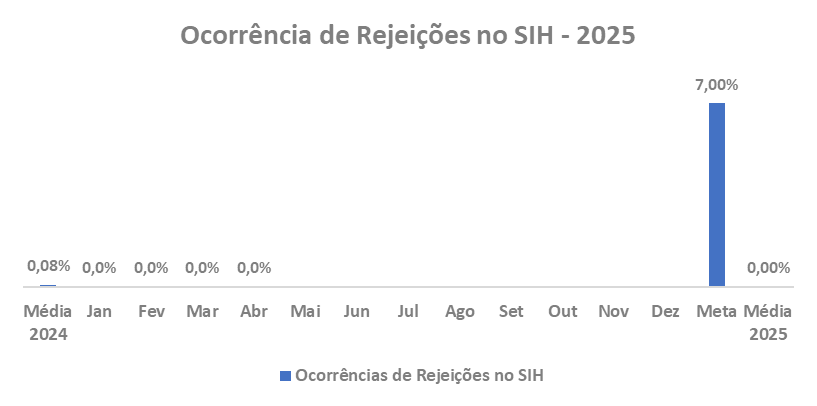 Ocorrência de Rejeições no SIH - 2025
7,00%
0,08% 0,0% 0,0% 0,0% 0,0% 0,00%
Média Jan Fev Mar Abr Mai Jun Jul Ago Set Out Nov Dez Meta Média
2024 2025
Ocorrências de Rejeições no SIH